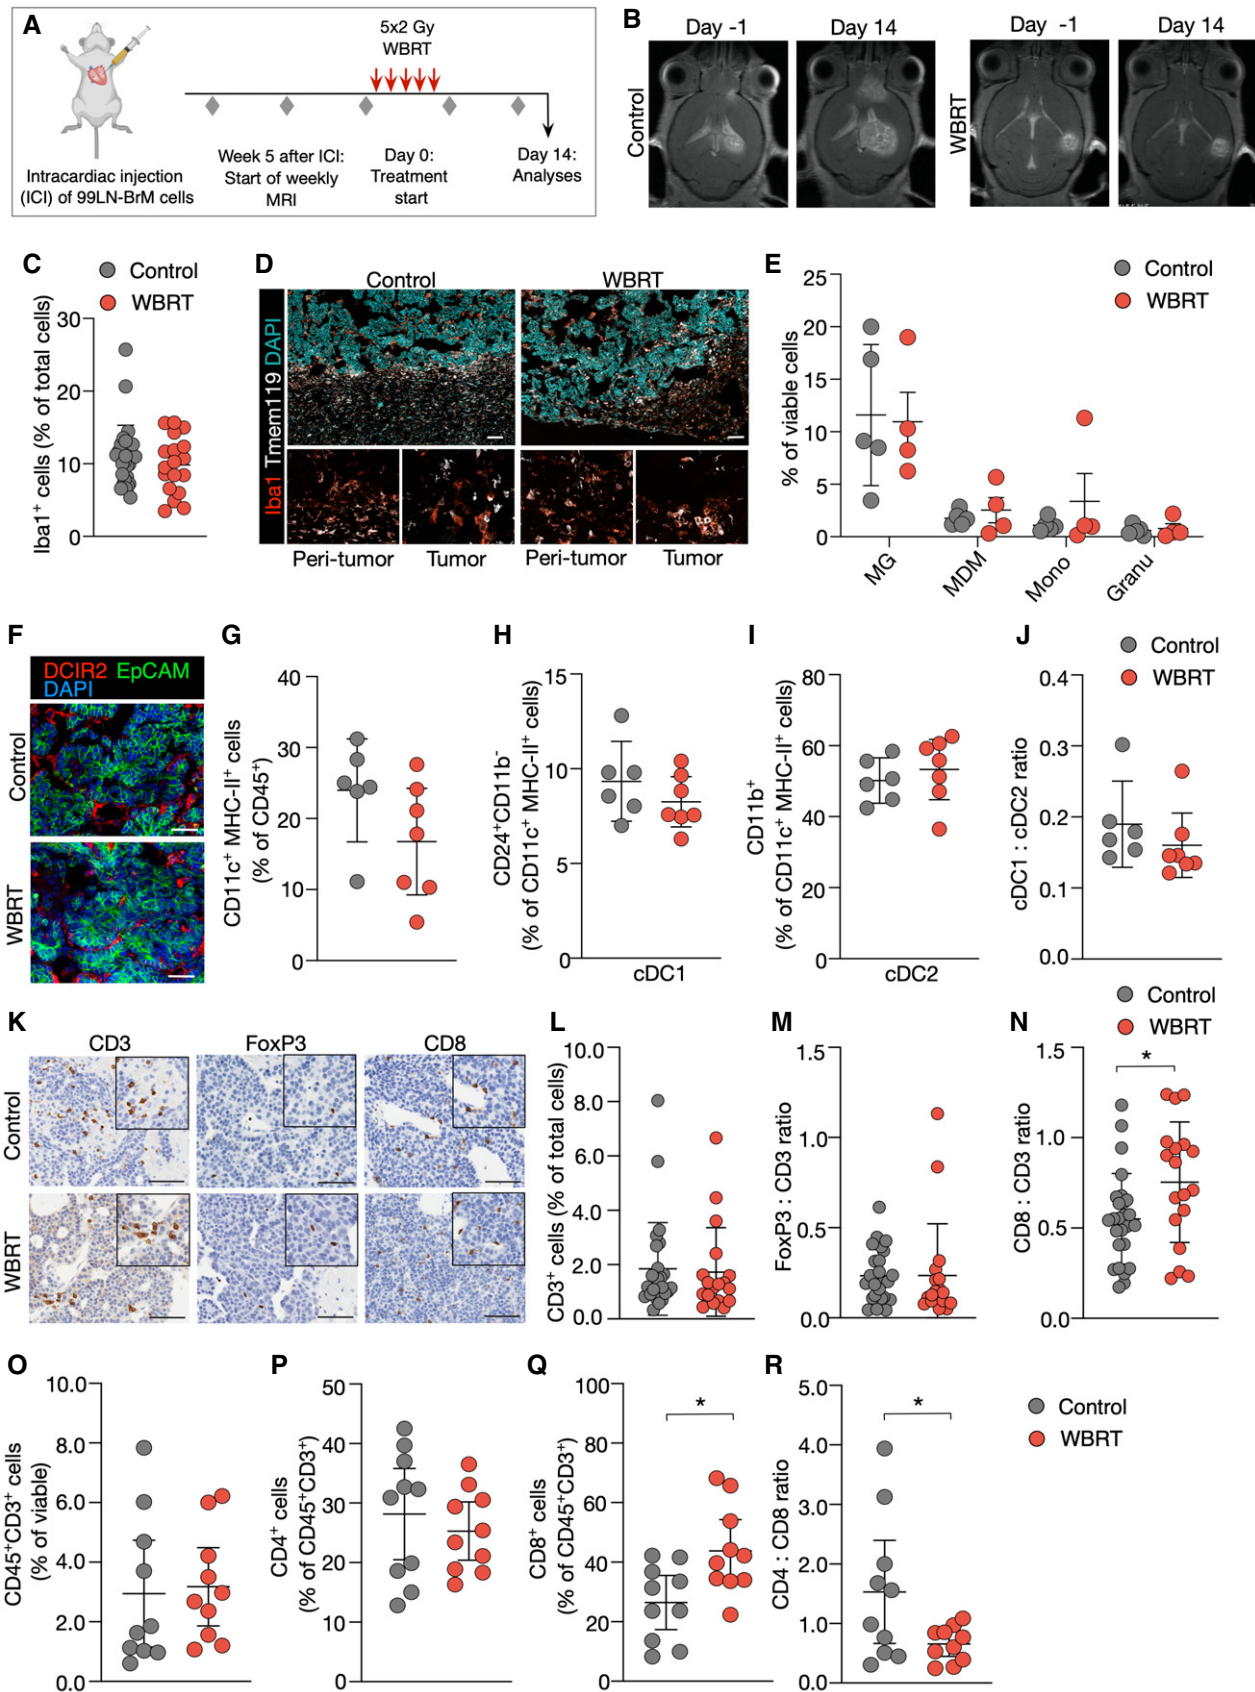 A
5x2 Gy
WBRT
Intracardiac injection
(ICI) of 99LN-BrM cells
Week 5 after ICI:
Start of weekly
MRI
Day 0:
Treatment
start
Day 14:
Analyses
B
Day -1
Day 14
Day -1
Day 14
Control
WBRT
C
Control
WBRT
Iba1+ cells (% of total cells)
30
20
10
0
D
Control
WBRT
Iba1 Tmem119 DAPI
Peri-tumor
Tumor
Peri-tumor
Tumor
E
Control
WBRT
% of viable cells
25
20
15
10
5
0
MG
MDM
Mono
Granu
F
DCIR2 EpCAM
DAPI
Control
WBRT
G
CD11c+ MHC-II+ cells
(% of CD45+)
40
30
20
10
0
H
CD24+CD11b-
(% of CD11c+ MHC-II+ cells)
15
10
5
0
cDC1
I
CD11b+
(% of CD11c+ MHC-II+ cells)
80
60
40
20
0
cDC2
J
Control
WBRT
cDC1 : cDC2 ratio
0.4
0.3
0.2
0.1
0.0
K
CD3
FoxP3
CD8
Control
WBRT
L
CD3+ cells (% of total cells)
10.0
8.0
6.0
4.0
2.0
0.0
M
FoxP3 : CD3 ratio
1.5
1.0
0.5
0.0
N
Control
WBRT
CD8 : CD3 ratio
1.5
1.0
0.5
0.0
*
O
CD45+CD3+ cells
(% of viable)
10.0
8.0
6.0
4.0
2.0
0.0
P
CD4+ cells
(% of CD45+CD3+)
50
40
30
20
10
0
Q
CD8+ cells
(% of CD45+CD3+)
100
80
60
40
20
0
*
R
CD4 : CD8 ratio
5.0
4.0
3.0
2.0
1.0
0.0
*
Control
WBRT